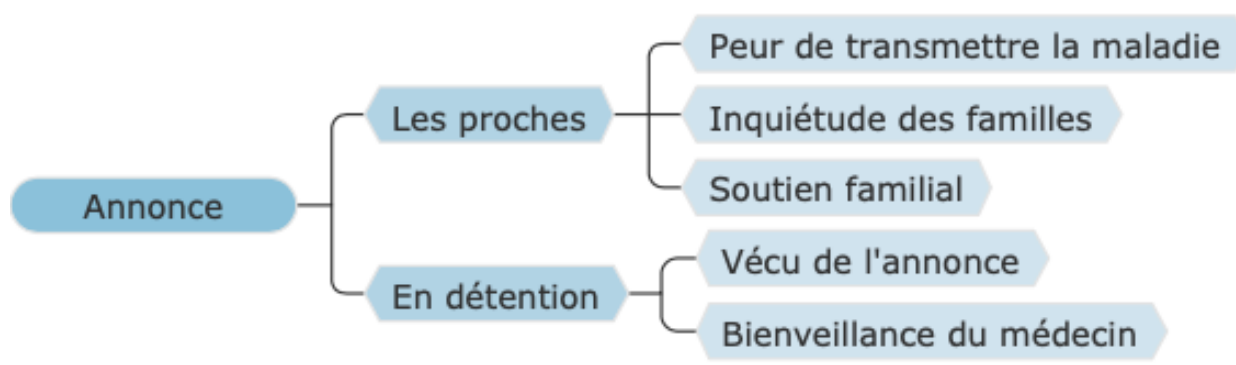 Annonce
Les proches
Peur de transmettre la maladie
Inquiétude des familles
Soutien familial
En détention
Vécu de l'annonce
Bienveillance du médecin